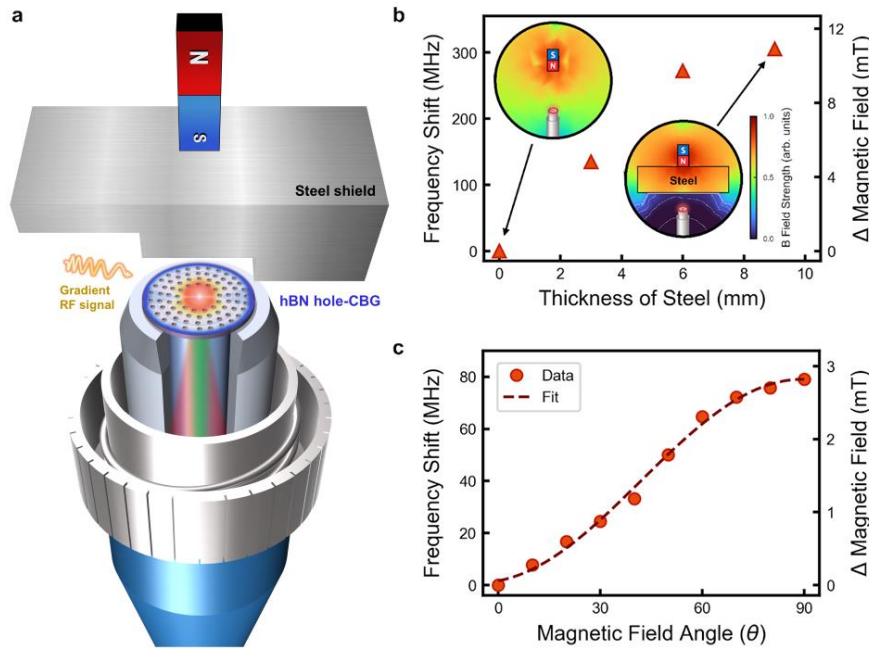 a
N
S
Steel shield
Gradient
RF signal
hBN hole-CBG
b
Frequency Shift (MHz)
300
200
100
0
0
2
4
6
8
10
Thickness of Steel (mm)
12
8
4
0
Δ Magnetic Field (mT)
S
N
S
N
Steel
1.0
0.5
0.0
B Field Strength (arb. units)
c
Frequency Shift (MHz)
80
60
40
20
0
0
30
60
90
Magnetic Field Angle (θ)
3
2
1
0
Δ Magnetic Field (mT)
Data
Fit